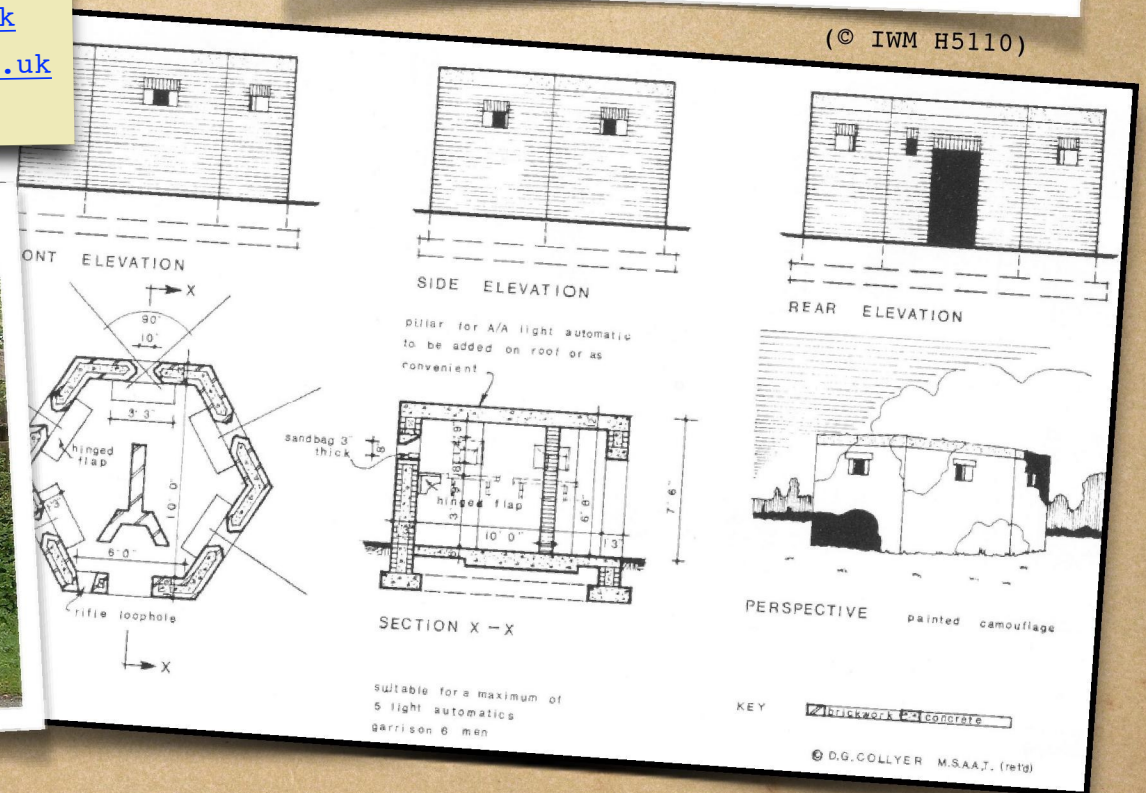 k
.uk
(© IWM H5110)
ONT ELEVATION
SIDE ELEVATION
REAR ELEVATION
X
90°
10"
3' 3"
hinged
flap
10' 0"
6' 0"
rifle loophole
X
pillar for A/A light automatic
to be added on roof or as
convenient
sandbag 3"
thick
8"
hinged flap
10' 0"
6' 8"
1' 3"
7' 6"
SECTION X - X
suitable for a maximum of
5 light automatics
garrison 6 men
PERSPECTIVE painted camouflage
KEY brickwork concrete
© D.G.COLLYER M.S.A.A.T. (ret'd)